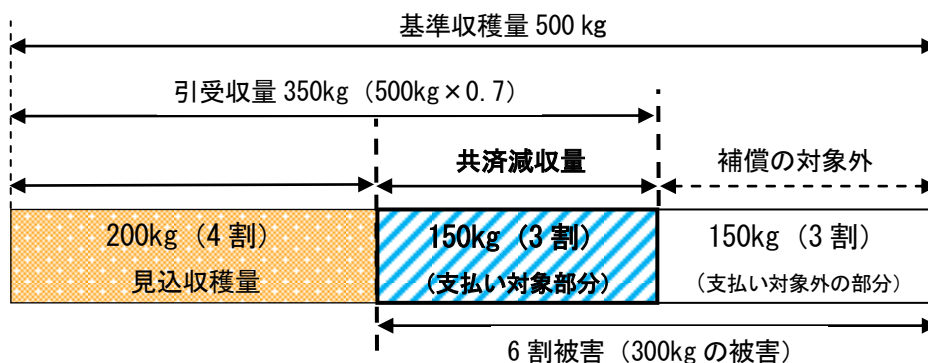 基準収穫量 500 kg
引受収量 350kg（500kg×0.7）
共済減収量
補償の対象外
200kg（4 割）
見込収穫量
150kg（3 割）
(支払い対象部分)
150kg（3 割）
(支払い対象外の部分)
6 割被害（300kg の被害）